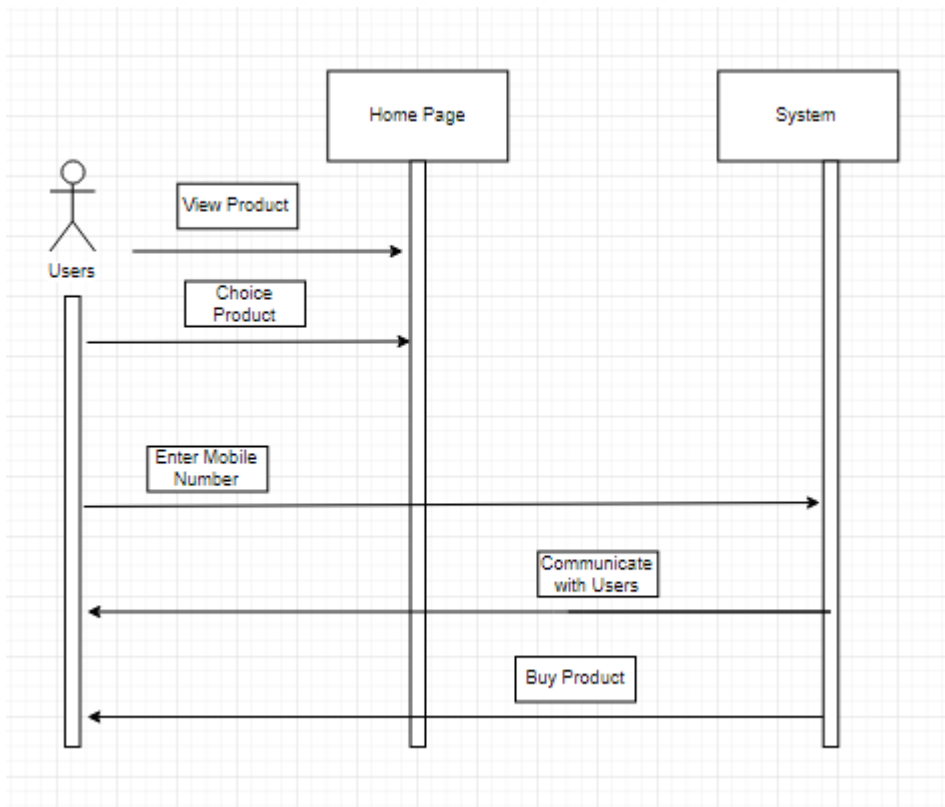 Home Page
System
View Product
Users
Choice
Product
Enter Mobile
Number
Communicate
with Users
Buy Product